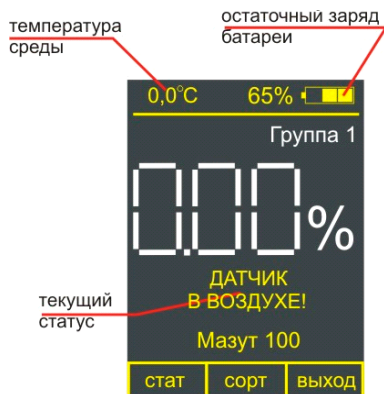 температура
среды
остаточный заряд
батареи
0,0°C 65%
Группа 1
0.00%
ДАТЧИК
В ВОЗДУХЕ!
текущий
статус
Мазут 100
стат сорт выход